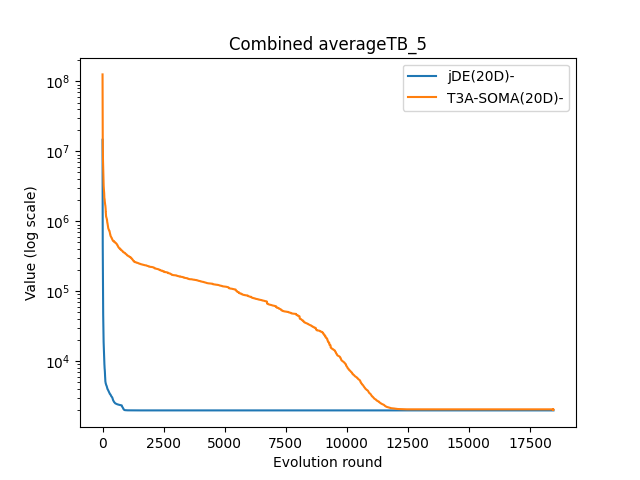 Combined averageTB_5
jDE(20D)-
T3A-SOMA(20D)-
Value (log scale)
10^8
10^7
10^6
10^5
10^4
0 2500 5000 7500 10000 12500 15000 17500
Evolution round